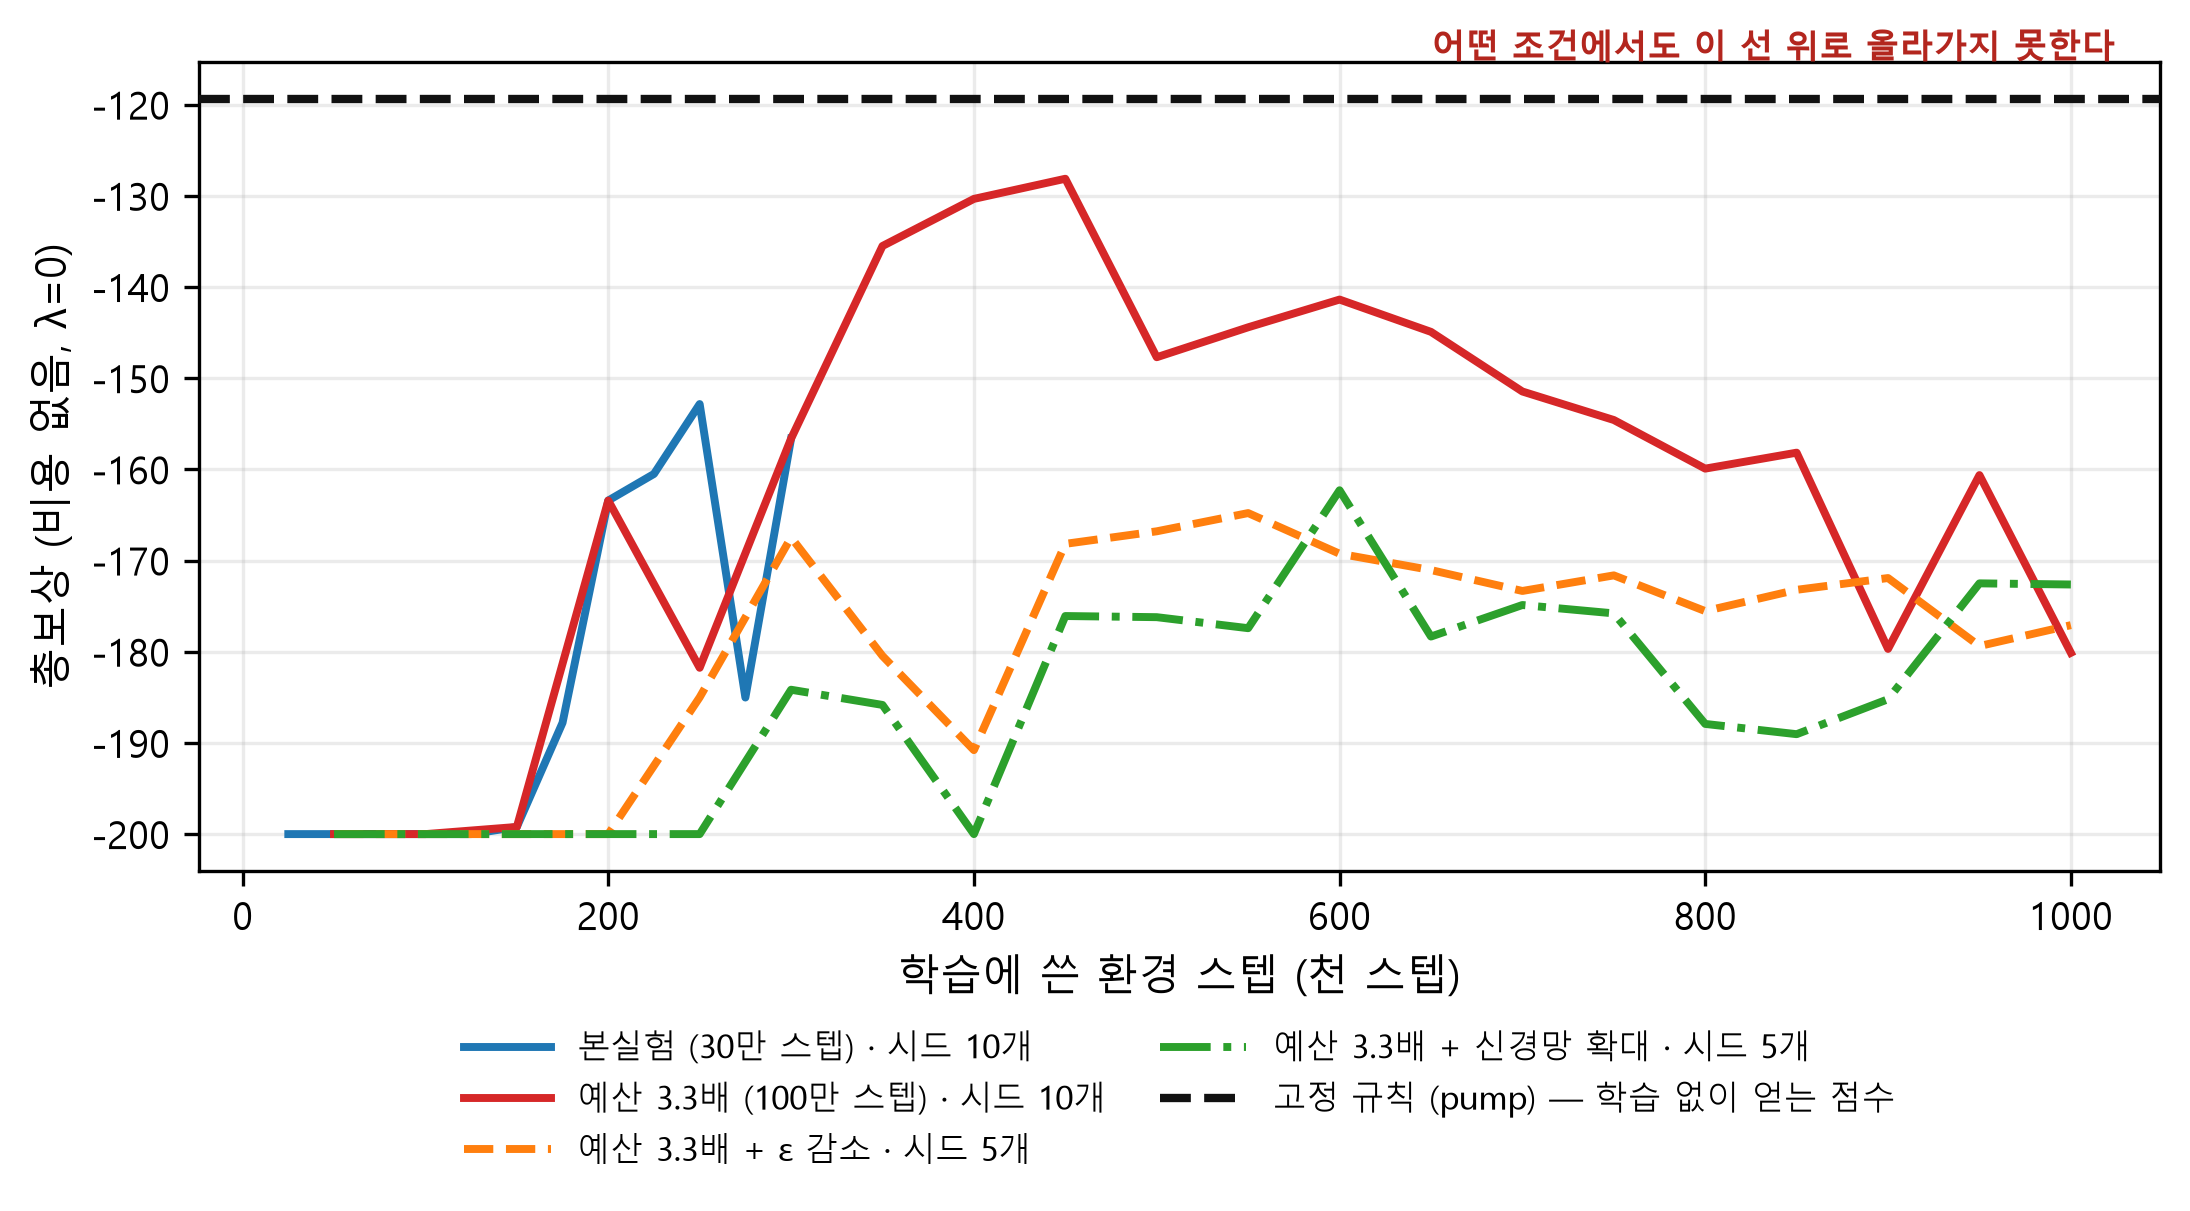 어떤 조건에서도 이 선 위로 올라가지 못한다
총보상 (비용 없음, λ=0)
-120
-130
-140
-150
-160
-170
-180
-190
-200
0 200 400 600 800 1000
학습에 쓴 환경 스텝 (천 스텝)
본실험 (30만 스텝) · 시드 10개
예산 3.3배 (100만 스텝) · 시드 10개
예산 3.3배 + ε 감소 · 시드 5개
예산 3.3배 + 신경망 확대 · 시드 5개
고정 규칙 (pump) — 학습 없이 얻는 점수